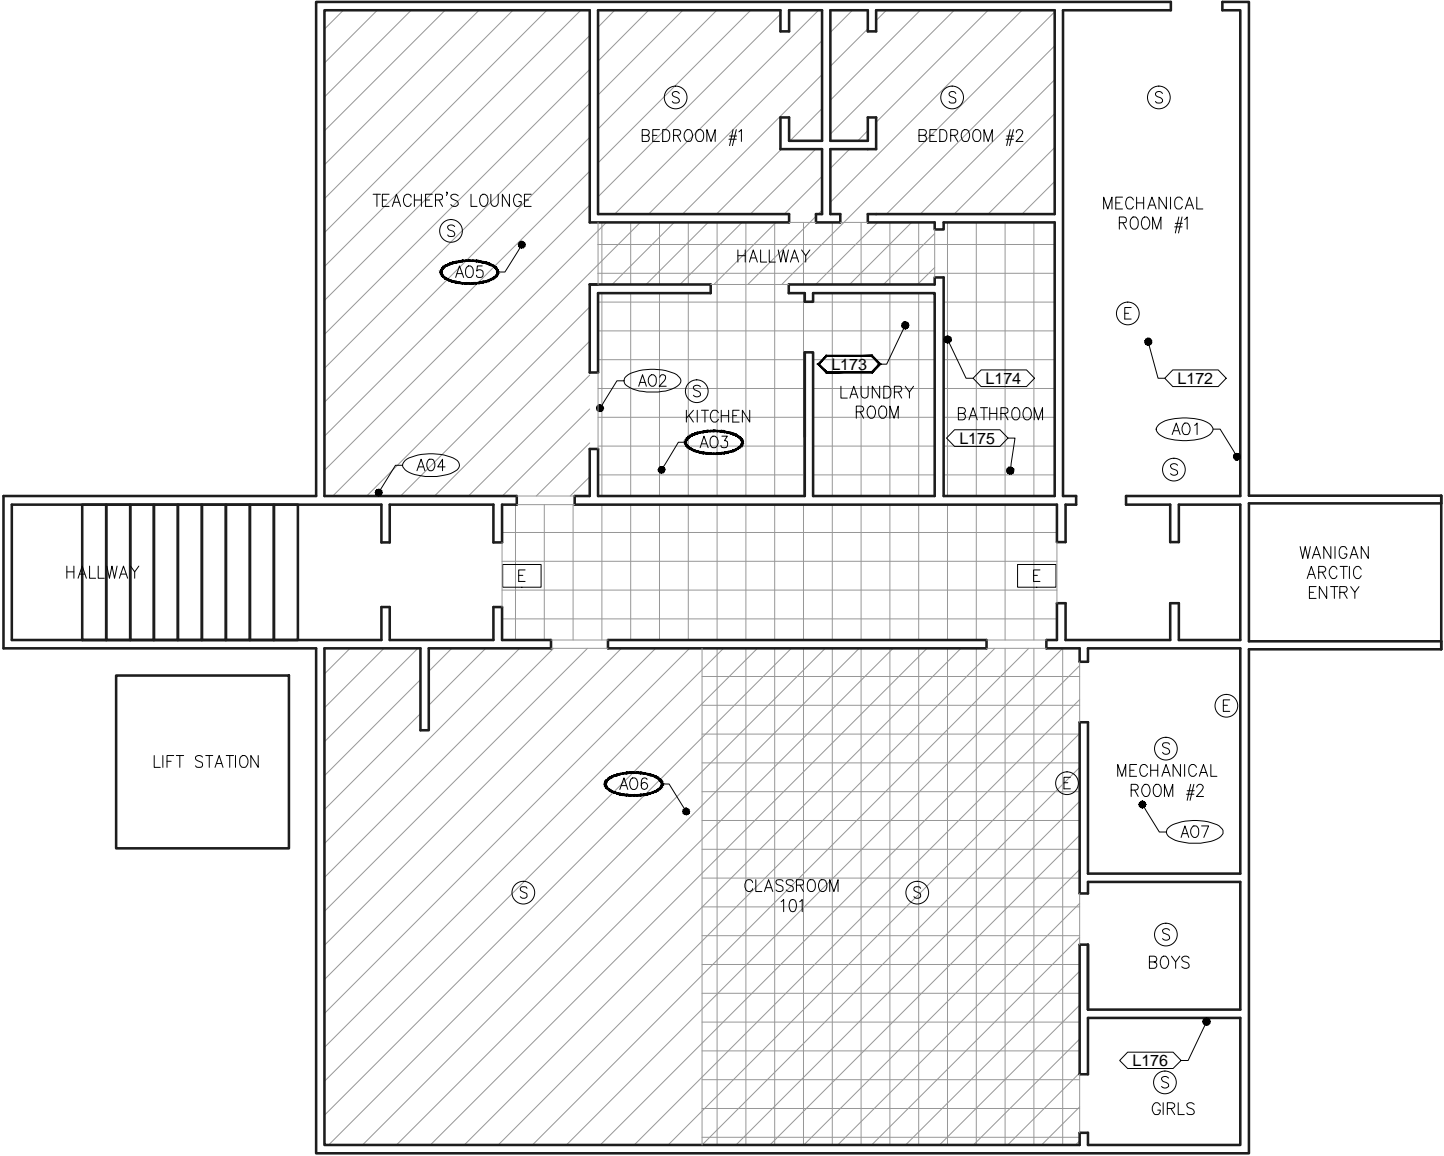 S
BEDROOM #1
S
BEDROOM #2
S
TEACHER'S LOUNGE
S
A05
MECHANICAL
ROOM #1
HALLWAY
E
L173
L174
L172
A02
S
KITCHEN
A03
LAUNDRY
ROOM
BATHROOM
L175
A01
A04
S
HALLWAY
E
E
WANIGAN
ARCTIC
ENTRY
LIFT STATION
E
S
MECHANICAL
ROOM #2
E
A06
A07
S
CLASSROOM
101
S
S
BOYS
L176
S
GIRLS